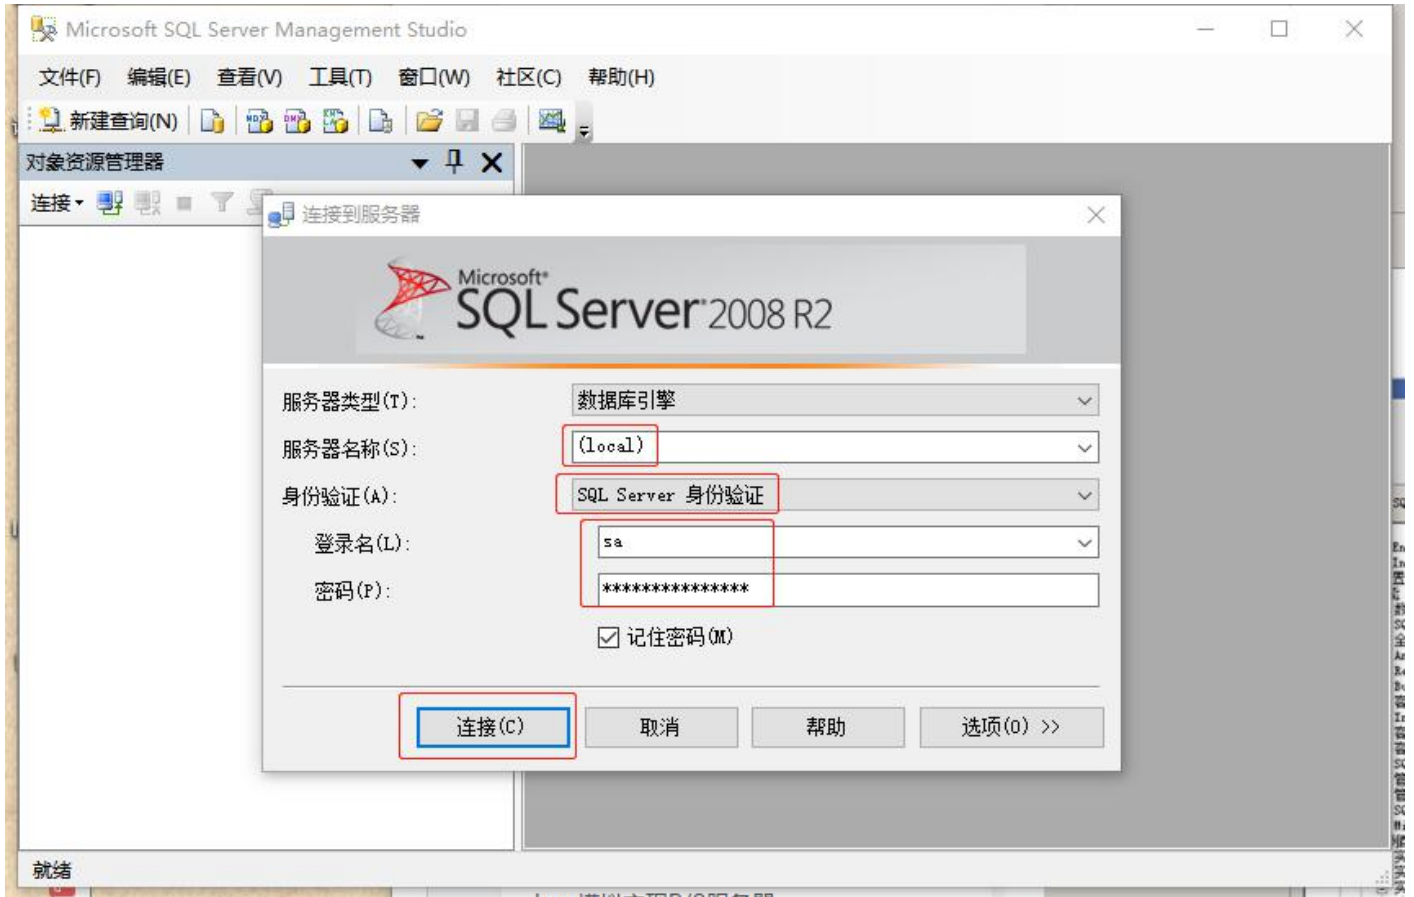 Microsoft SQL Server Management Studio
文件(F) 编辑(E) 查看(V) 工具(T) 窗口(W) 社区(C) 帮助(H)
新建查询(N)
对象资源管理器
连接
连接到服务器
Microsoft®
SQL Server® 2008 R2
服务器类型(T): 数据库引擎
服务器名称(S): (local)
身份验证(A): SQL Server 身份验证
登录名(L): sa
密码(P): ***************
记住密码(M)
连接(C) 取消 帮助 选项(O) >>
就绪